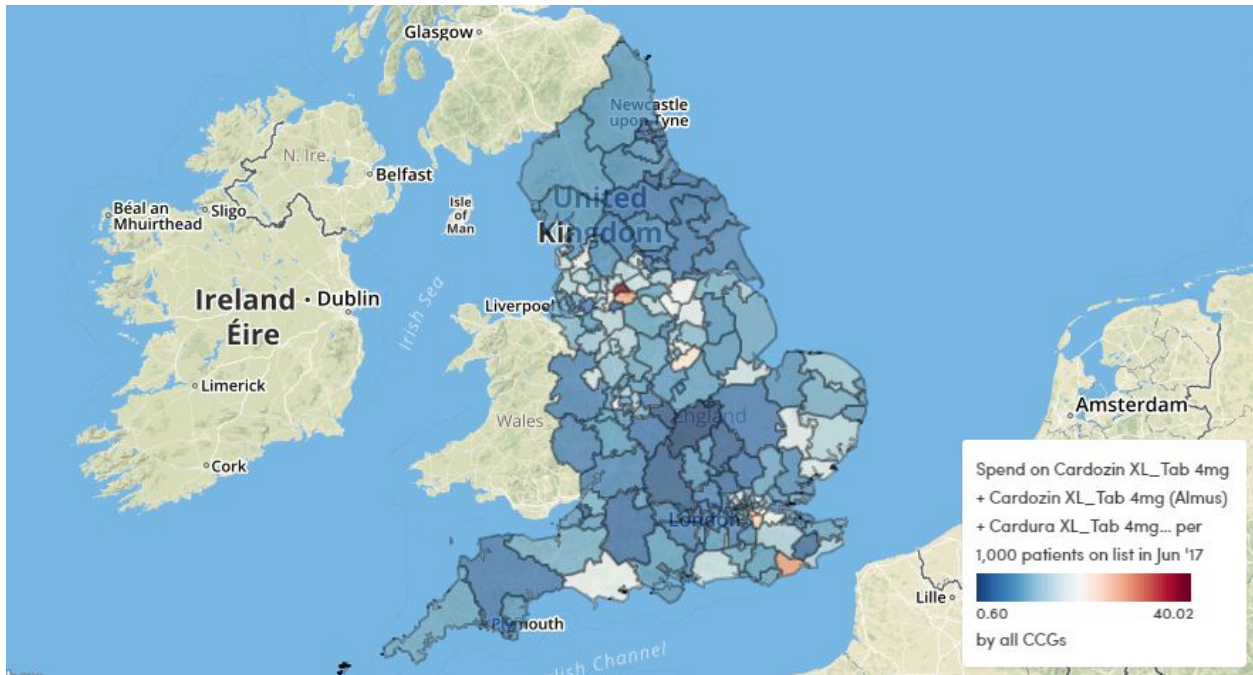 Glasgow
Newcastle
upon Tyne
N. Ire.
Belfast
Isle
of
Man
United
Kingdom
Béal an
Mhuirthead
Sligo
Ireland
Éire
Dublin
Irish Sea
Liverpool
Limerick
Wales
England
Cork
Amsterdam
London
Plymouth
Lille
Spend on Cardozin XL_Tab 4mg
+ Cardozin XL_Tab 4mg (Almus)
+ Cardura XL_Tab 4mg... per
1,000 patients on list in Jun '17
0.60 40.02
by all CCGs
Channel